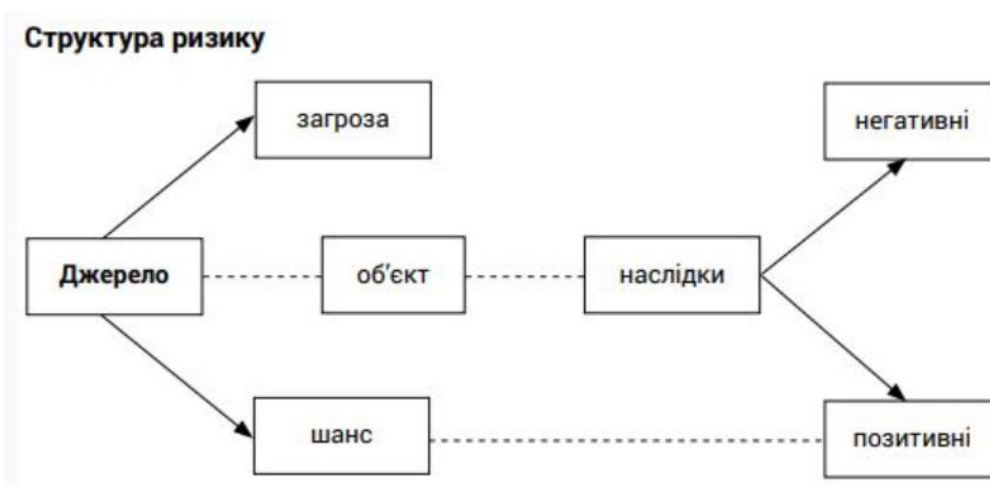 Структура ризику
загроза
негативні
Джерело
об'єкт
наслідки
шанс
позитивні